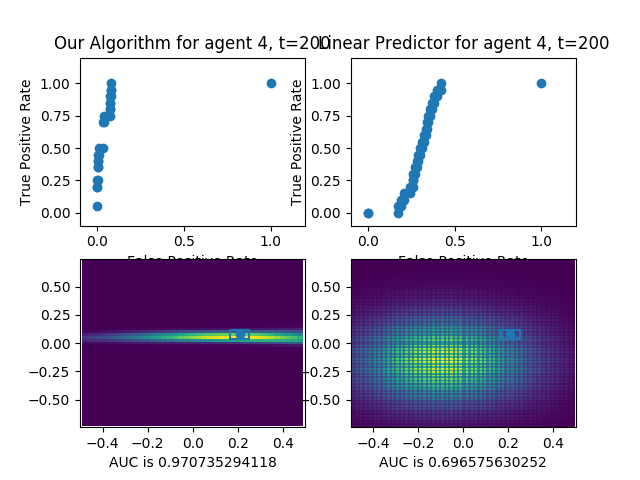 Our Algorithm for agent 4, t=200
Linear Predictor for agent 4, t=200
True Positive Rate
1.00
0.75
0.50
0.25
0.00
0.0 0.5 1.0
False Positive Rate
True Positive Rate
1.00
0.75
0.50
0.25
0.00
0.0 0.5 1.0
False Positive Rate
0.50
0.25
0.00
−0.25
−0.50
−0.4 −0.2 0.0 0.2 0.4
AUC is 0.970735294118
0.50
0.25
0.00
−0.25
−0.50
−0.4 −0.2 0.0 0.2 0.4
AUC is 0.696575630252